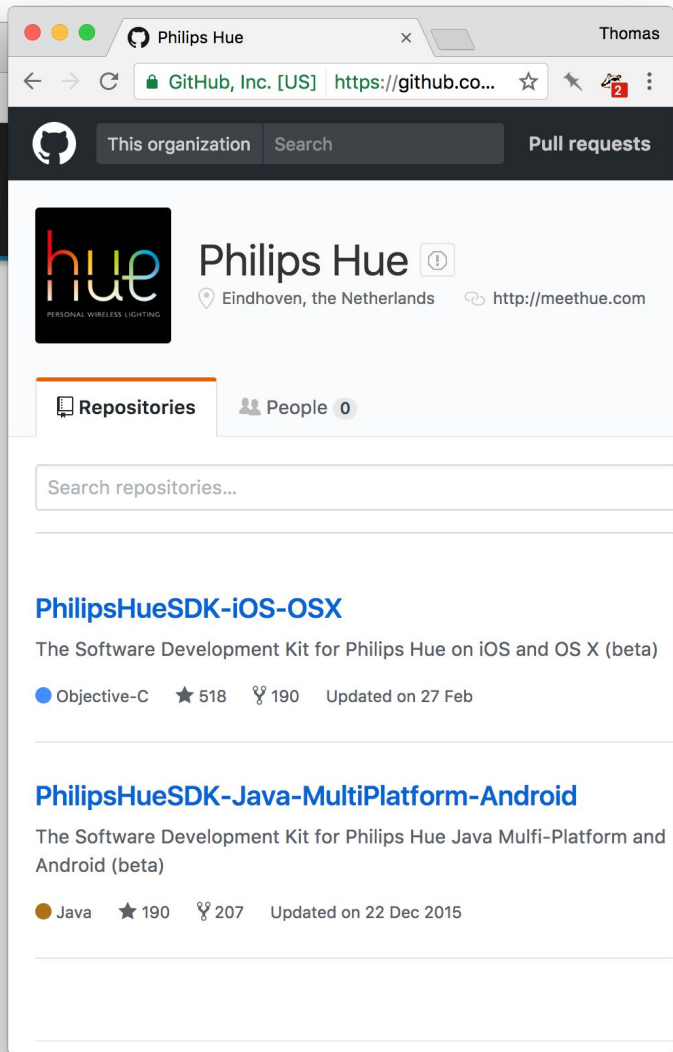 Philips Hue
Thomas
GitHub, Inc. [US] https://github.co...
2
This organization Search Pull requests
hue
PERSONAL WIRELESS LIGHTING
Philips Hue
Eindhoven, the Netherlands http://meethue.com
Repositories People 0
Search repositories...
PhilipsHueSDK-iOS-OSX
The Software Development Kit for Philips Hue on iOS and OS X (beta)
Objective-C 518 190 Updated on 27 Feb
PhilipsHueSDK-Java-MultiPlatform-Android
The Software Development Kit for Philips Hue Java Mulfi-Platform and
Android (beta)
Java 190 207 Updated on 22 Dec 2015